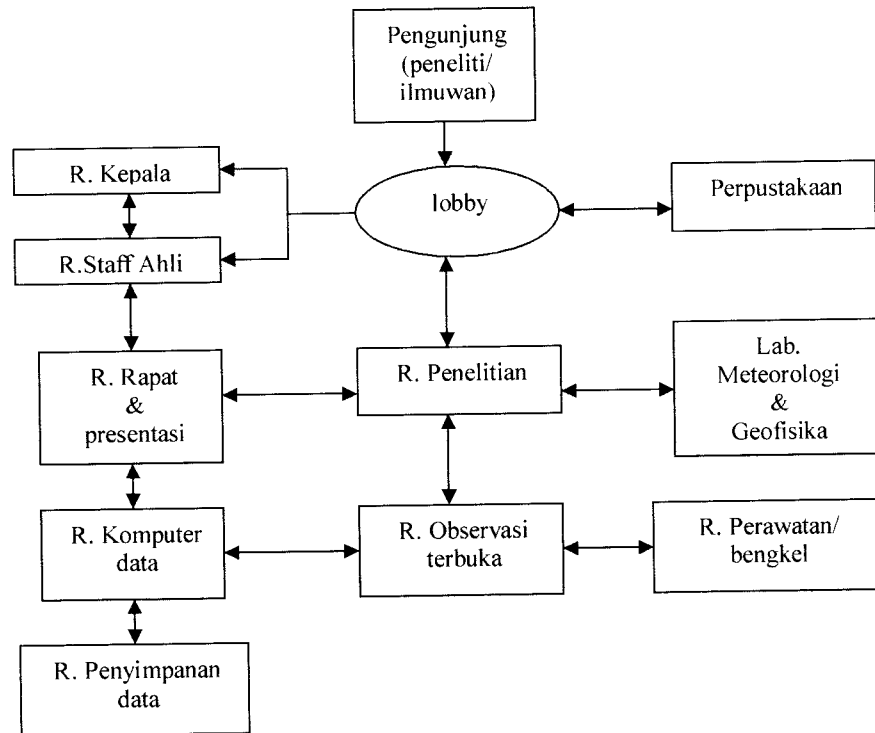 Pengunjung
(peneliti/
ilmuwan)
R. Kepala
lobby
Perpustakaan
R.Staff Ahli
R. Rapat
&
presentasi
R. Penelitian
Lab.
Meteorologi
&
Geofisika
R. Komputer
data
R. Observasi
terbuka
R. Perawatan/
bengkel
R. Penyimpanan
data